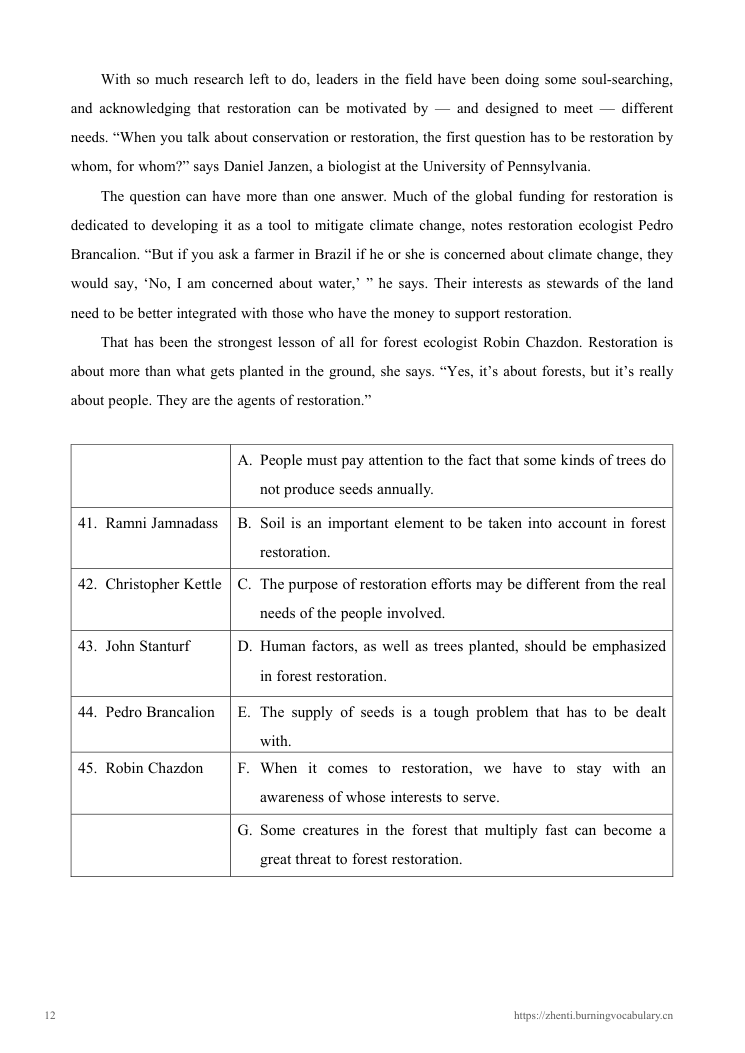 With so much research left to do, leaders in the field have been doing some soul-searching,
and acknowledging that restoration can be motivated by — and designed to meet — different
needs. “When you talk about conservation or restoration, the first question has to be restoration by
whom, for whom?” says Daniel Janzen, a biologist at the University of Pennsylvania.
The question can have more than one answer. Much of the global funding for restoration is
dedicated to developing it as a tool to mitigate climate change, notes restoration ecologist Pedro
Brancalion. “But if you ask a farmer in Brazil if he or she is concerned about climate change, they
would say, ‘No, I am concerned about water,’ ” he says. Their interests as stewards of the land
need to be better integrated with those who have the money to support restoration.
That has been the strongest lesson of all for forest ecologist Robin Chazdon. Restoration is
about more than what gets planted in the ground, she says. “Yes, it’s about forests, but it’s really
about people. They are the agents of restoration.”
A. People must pay attention to the fact that some kinds of trees do
not produce seeds annually.
41. Ramni Jamnadass
B. Soil is an important element to be taken into account in forest
restoration.
42. Christopher Kettle
C. The purpose of restoration efforts may be different from the real
needs of the people involved.
43. John Stanturf
D. Human factors, as well as trees planted, should be emphasized
in forest restoration.
44. Pedro Brancalion
E. The supply of seeds is a tough problem that has to be dealt
with.
45. Robin Chazdon
F. When it comes to restoration, we have to stay with an
awareness of whose interests to serve.
G. Some creatures in the forest that multiply fast can become a
great threat to forest restoration.
12
https://zhenti.burningvocabulary.cn